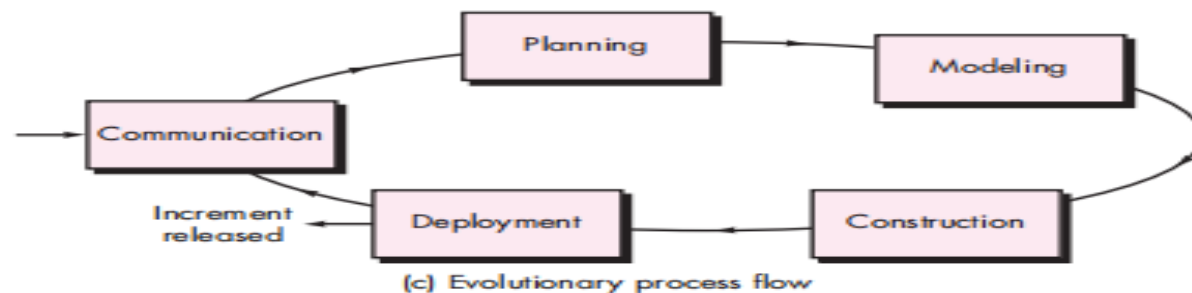 Planning
Modeling
Communication
Increment
released
Deployment
Construction
(c) Evolutionary process flow